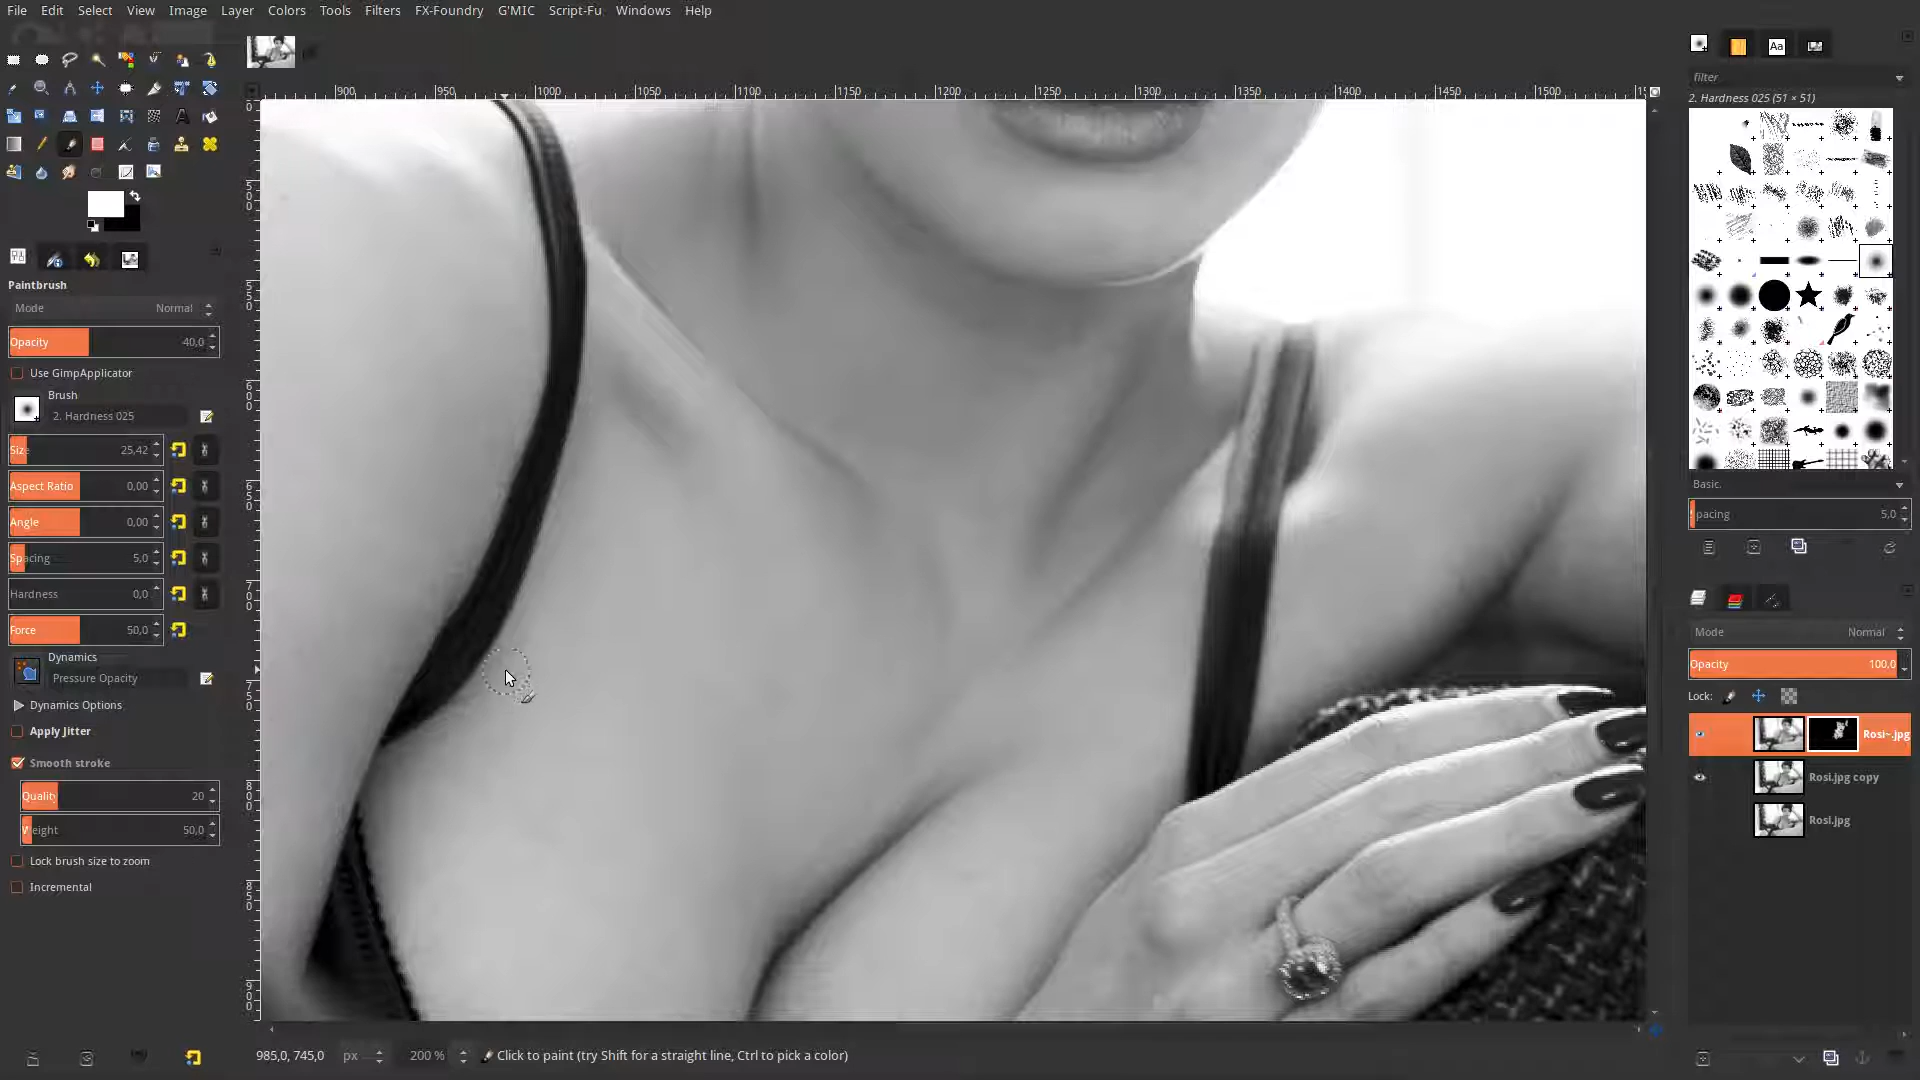 File Edit Select View Image Layer Colors Tools Filters FX-Foundry G'MIC Script-Fu Windows Help
900 950 1000 1050 1100 1150 1200 1250 1300 1350 1400 1450 1500
Paintbrush
Mode Normal
Opacity 40,0
Use GimpApplicator
Brush
2. Hardness 025
Size 25,42
Aspect Ratio 0,00
Angle 0,00
Spacing 5,0
Hardness 0,0
Force 50,0
Dynamics
Pressure Opacity
Dynamics Options
Apply Jitter
Smooth stroke
Quality 20
Weight 50,0
Lock brush size to zoom
Incremental
985,0, 745,0 px 200 % Click to paint (try Shift for a straight line, Ctrl to pick a color)
Aa
filter
2. Hardness 025 (51 × 51)
Basic.
pacing 5,0
Mode Normal
Opacity 100,0
Lock:
Rosi~.jpg
Rosi.jpg copy
Rosi.jpg